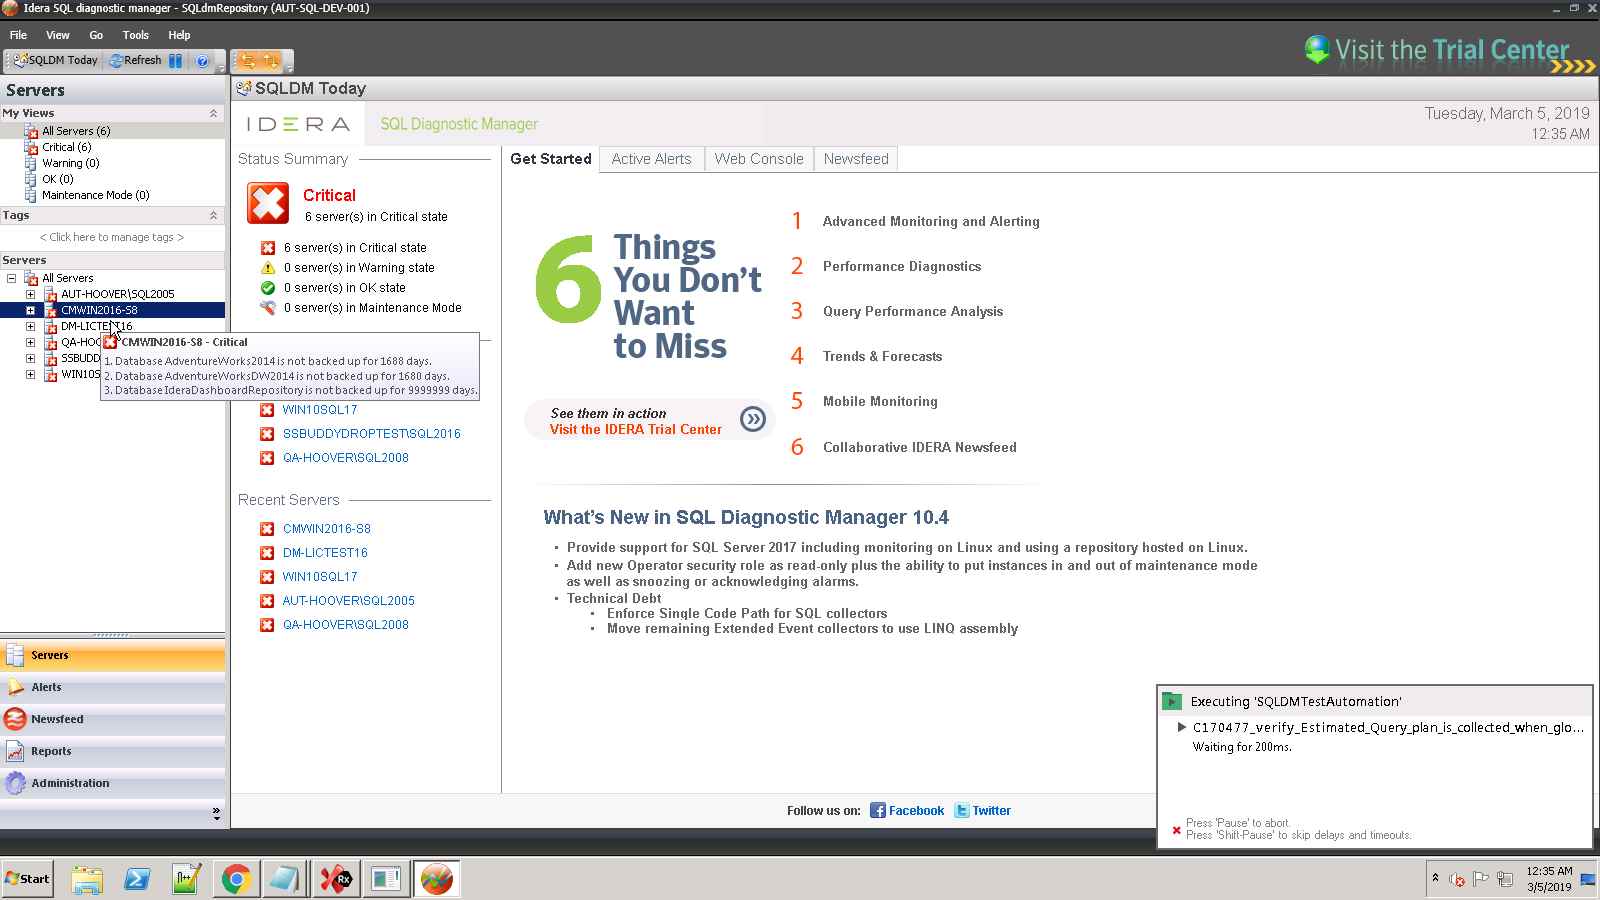 Idera SQL diagnostic manager - SQLdmRepository (AUT-SQL-DEV-001)
File View Go Tools Help
SQLDM Today Refresh
Visit the Trial Center
Servers
My Views
All Servers (6)
Critical (6)
Warning (0)
OK (0)
Maintenance Mode (0)
Tags
< Click here to manage tags >
Servers
All Servers
AUT-HOOVER\SQL2005
CMWIN2016-S8
DM-LICTEST16
QA-HOO
SSBUDD
WIN10S
CMWIN2016-S8 - Critical
1. Database AdventureWorks2014 is not backed up for 1688 days.
2. Database AdventureWorksDW2014 is not backed up for 1680 days.
3. Database IderaDashboardRepository is not backed up for 9999999 days.
Servers
Alerts
Newsfeed
Reports
Administration
SQLDM Today
IDERA SQL Diagnostic Manager
Tuesday, March 5, 2019
12:35 AM
Status Summary
Critical
6 server(s) in Critical state
6 server(s) in Critical state
0 server(s) in Warning state
0 server(s) in OK state
0 server(s) in Maintenance Mode
WIN10SQL17
SSBUDDYDROPTEST\SQL2016
QA-HOOVER\SQL2008
Recent Servers
CMWIN2016-S8
DM-LICTEST16
WIN10SQL17
AUT-HOOVER\SQL2005
QA-HOOVER\SQL2008
Get Started Active Alerts Web Console Newsfeed
6 Things
You Don't
Want
to Miss
See them in action
Visit the IDERA Trial Center
1 Advanced Monitoring and Alerting
2 Performance Diagnostics
3 Query Performance Analysis
4 Trends & Forecasts
5 Mobile Monitoring
6 Collaborative IDERA Newsfeed
What's New in SQL Diagnostic Manager 10.4
• Provide support for SQL Server 2017 including monitoring on Linux and using a repository hosted on Linux.
• Add new Operator security role as read-only plus the ability to put instances in and out of maintenance mode
as well as snoozing or acknowledging alarms.
• Technical Debt
• Enforce Single Code Path for SQL collectors
• Move remaining Extended Event collectors to use LINQ assembly
Follow us on: Facebook Twitter
Executing 'SQLDMTestAutomation'
C170477_verify_Estimated_Query_plan_is_collected_when_glo...
Waiting for 200ms.
Press 'Pause' to abort.
Press 'Shift-Pause' to skip delays and timeouts.
Start
12:35 AM
3/5/2019